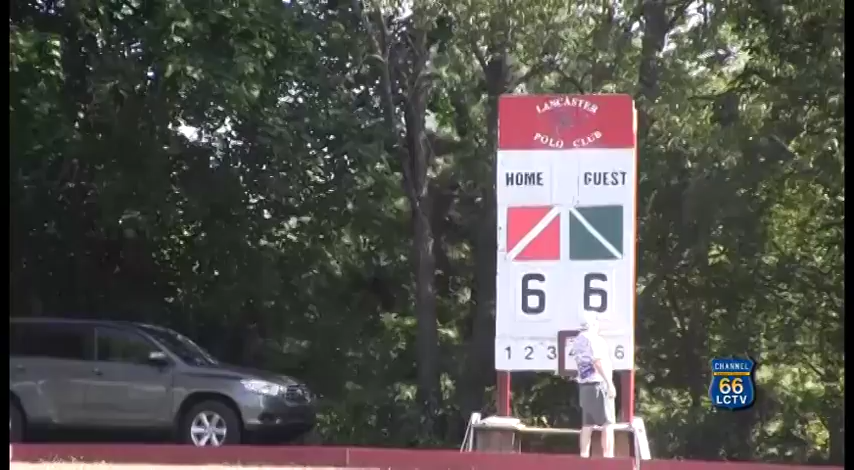 LANCASTER
POLO CLUB
HOME GUEST
6 6
1 2 3 6
CHANNEL
66
LCTV